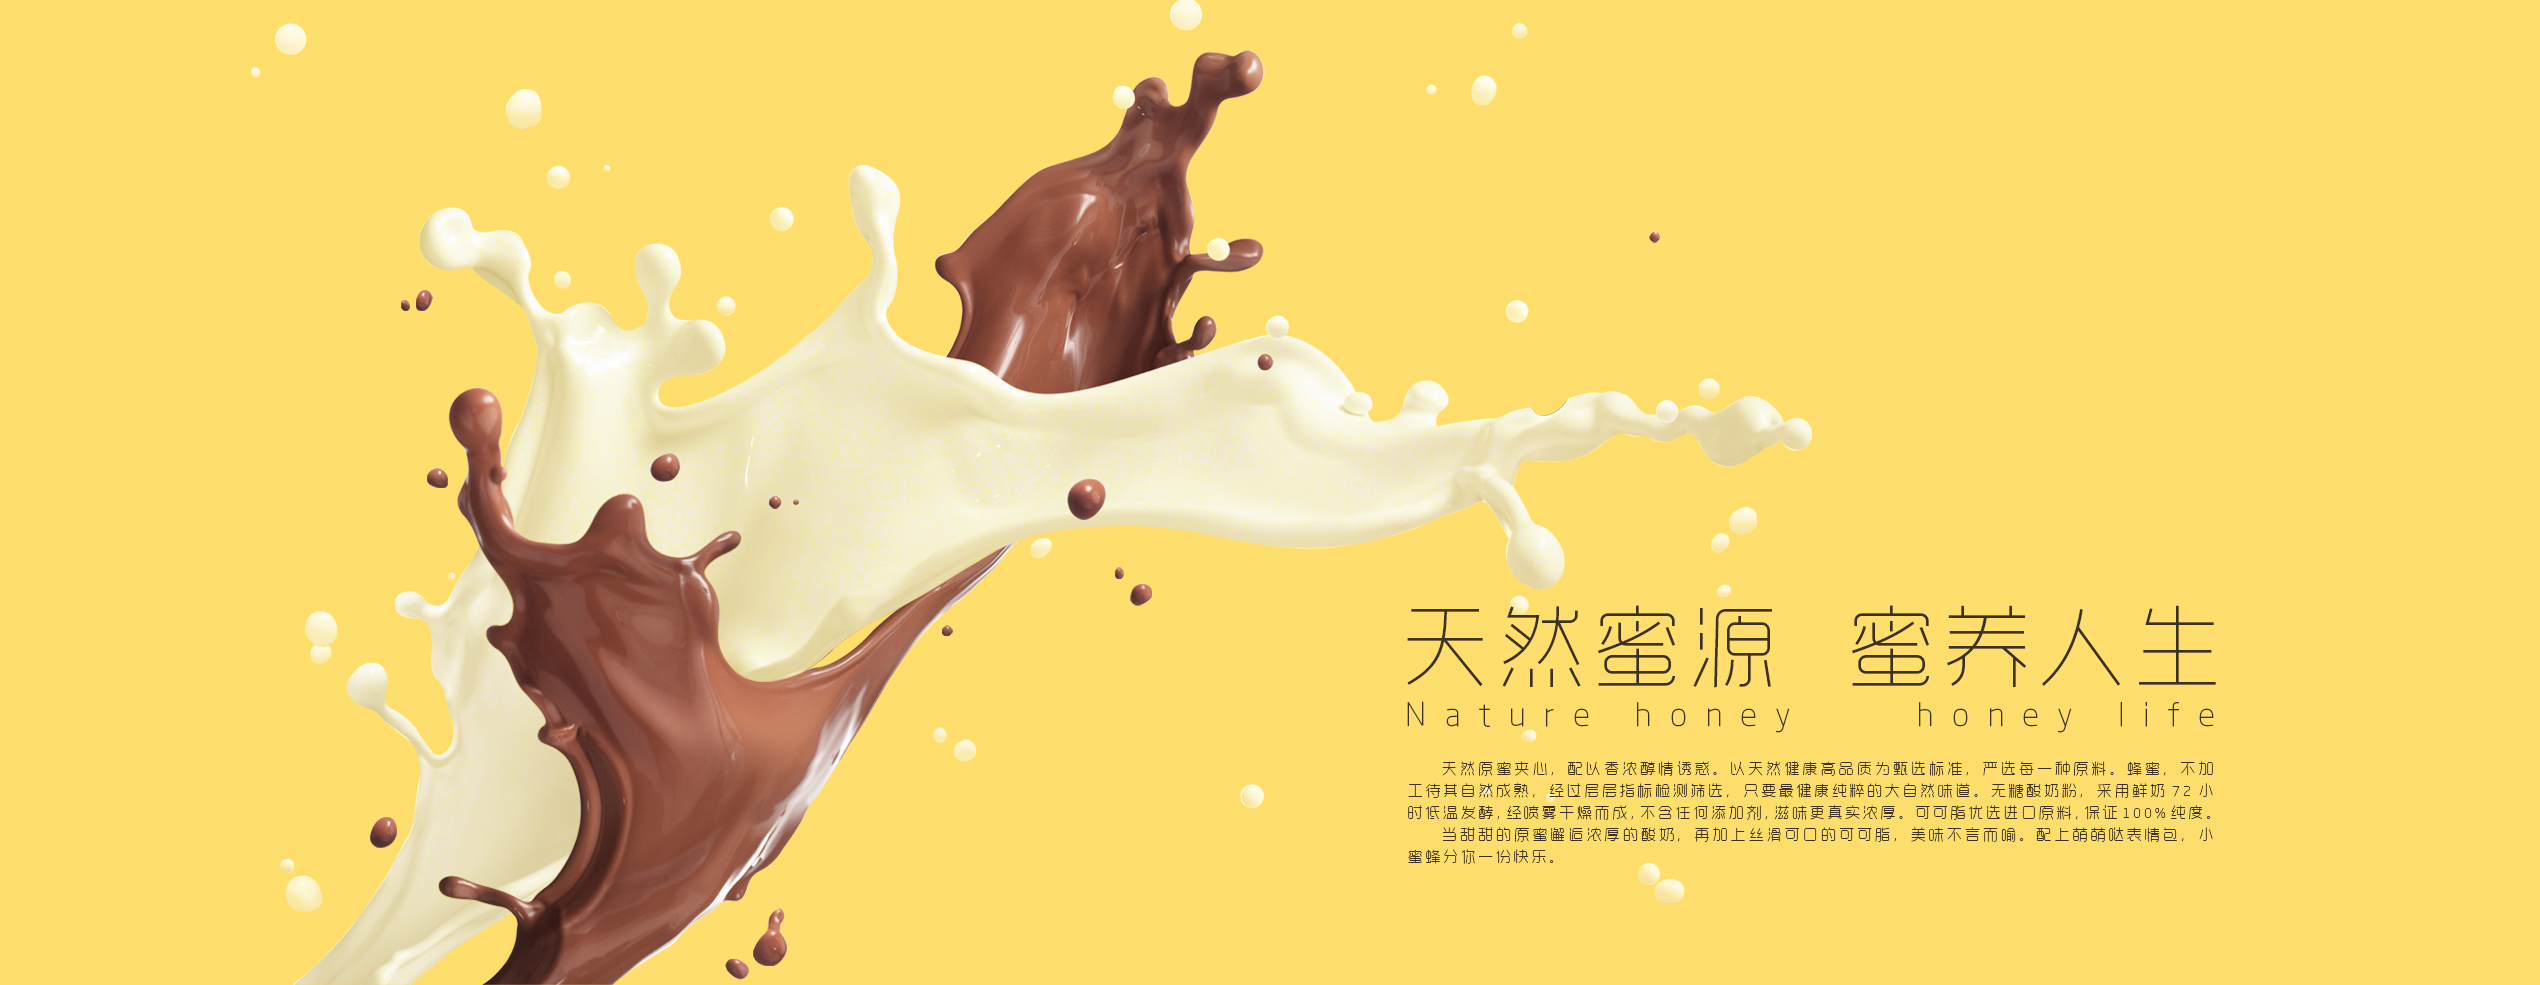 天然蜜源 蜜养人生
Nature honey honey life
天然原蜜夹心，配以香浓醇情诱惑。以天然健康高品质为甄选标准，严选每一种原料。蜂蜜，不加
工待其自然成熟，经过层层指标检测筛选，只要最健康纯粹的大自然味道。无糖酸奶粉，采用鲜奶72小
时低温发酵,经喷雾干燥而成,不含任何添加剂,滋味更真实浓厚。可可脂优选进口原料,保证100%纯度。
当甜甜的原蜜邂逅浓厚的酸奶，再加上丝滑可口的可可脂，美味不言而喻。配上萌萌哒表情包，小
蜜蜂分你一份快乐。